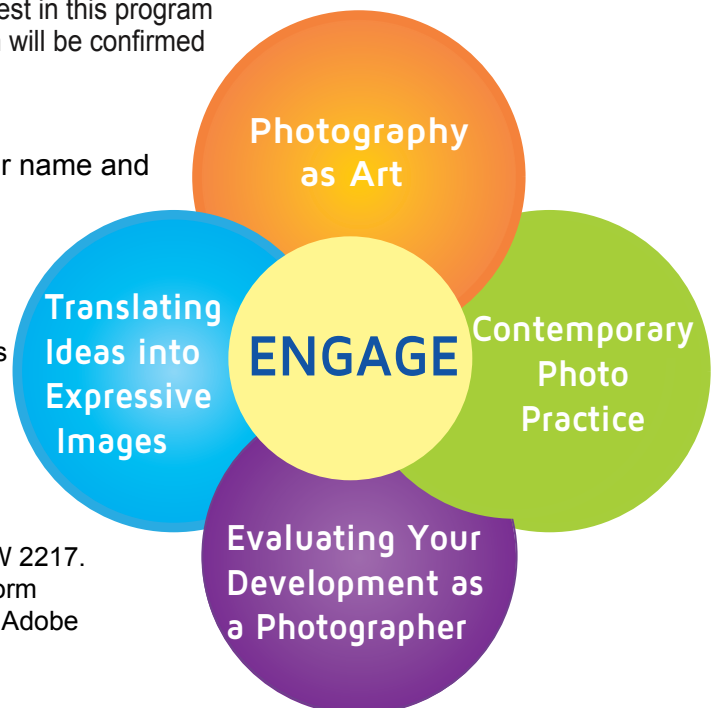 est in this program
will be confirmed
r name and
s
W 2217.
orm
Adobe
Photography
as Art
Translating
Ideas into
Expressive
Images
ENGAGE
Contemporary
Photo
Practice
Evaluating Your
Development as
a Photographer